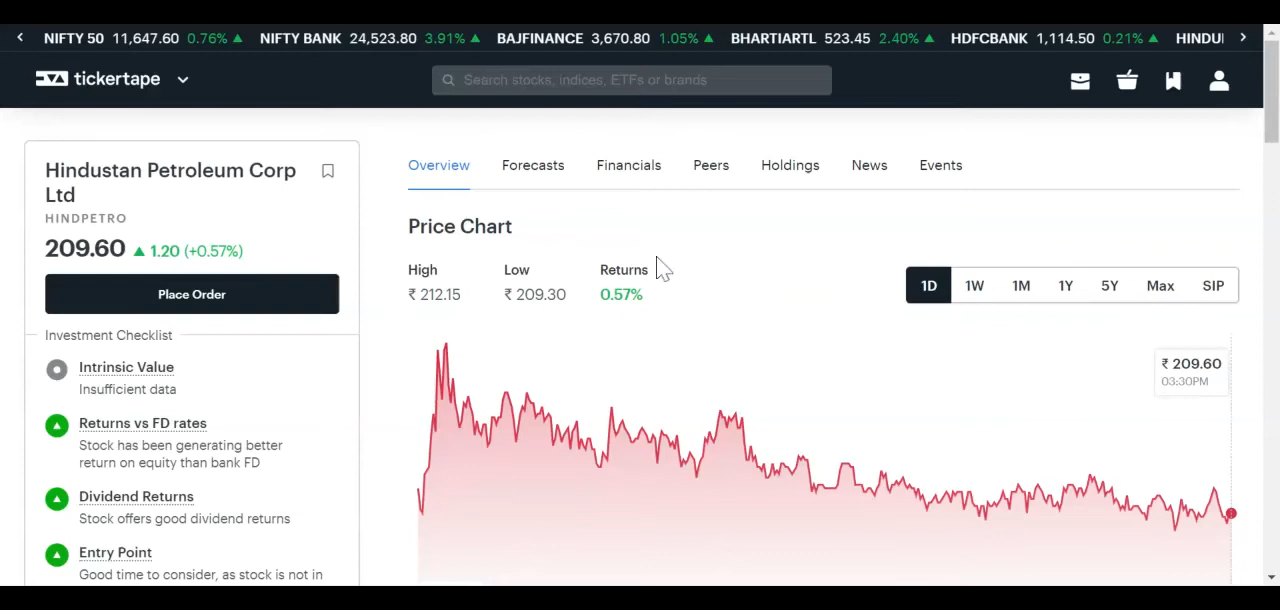 NIFTY 50 11,647.60 0.76% NIFTY BANK 24,523.80 3.91% BAJFINANCE 3,670.80 1.05% BHARTIARTL 523.45 2.40% HDFCBANK 1,114.50 0.21% HINDU
tickertape
Search stocks, indices, ETFs or brands
Hindustan Petroleum Corp
Ltd
HINDPETRO
209.60 1.20 (+0.57%)
Place Order
Investment Checklist
Intrinsic Value
Insufficient data
Returns vs FD rates
Stock has been generating better
return on equity than bank FD
Dividend Returns
Stock offers good dividend returns
Entry Point
Good time to consider, as stock is not in
Overview Forecasts Financials Peers Holdings News Events
Price Chart
High Low Returns
₹ 212.15 ₹ 209.30 0.57%
1D 1W 1M 1Y 5Y Max SIP
₹ 209.60
03:30PM